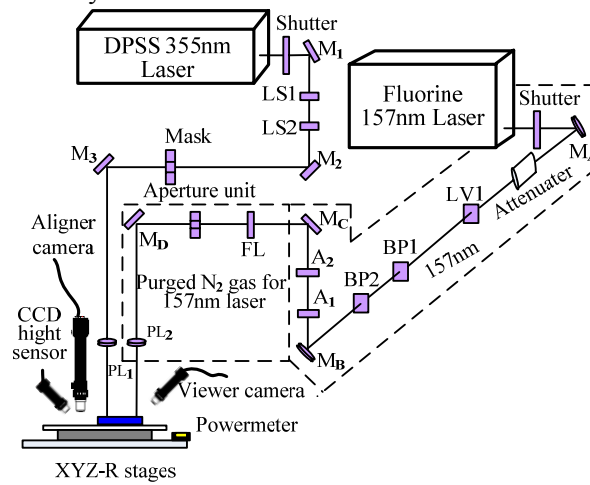 Shutter
DPSS 355nm
Laser
M1
LS1
LS2
Fluorine
157nm Laser
Shutter
Mask
M3
M2
Aperture unit
Attenuater
LV1
Aligner
camera
MD
FL
MC
BP1
157nm
BP2
A2
A1
Purged N2 gas for
157nm laser
CCD
hight
sensor
PL2
PL1
MB
Viewer camera
Powermeter
XYZ-R stages